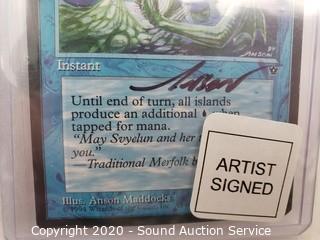 Instant
Until end of turn, all islands
produce an additional when
tapped for mana.
"May Svyelun and her
you."
—Traditional Merfolk
ARTIST
SIGNED
Illus. Anson Maddocks
Copyright 2020 - Sound Auction Service